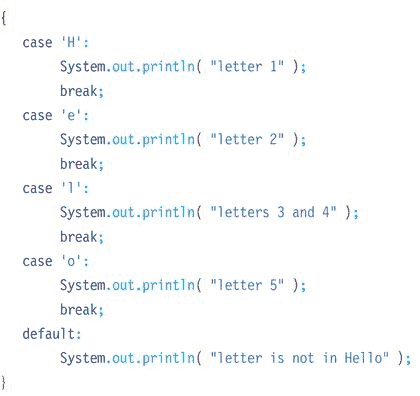 {
case 'H':
System.out.println( "letter 1" );
break;
case 'e':
System.out.println( "letter 2" );
break;
case 'l':
System.out.println( "letters 3 and 4" );
break;
case 'o':
System.out.println( "letter 5" );
break;
default:
System.out.println( "letter is not in Hello" );
}